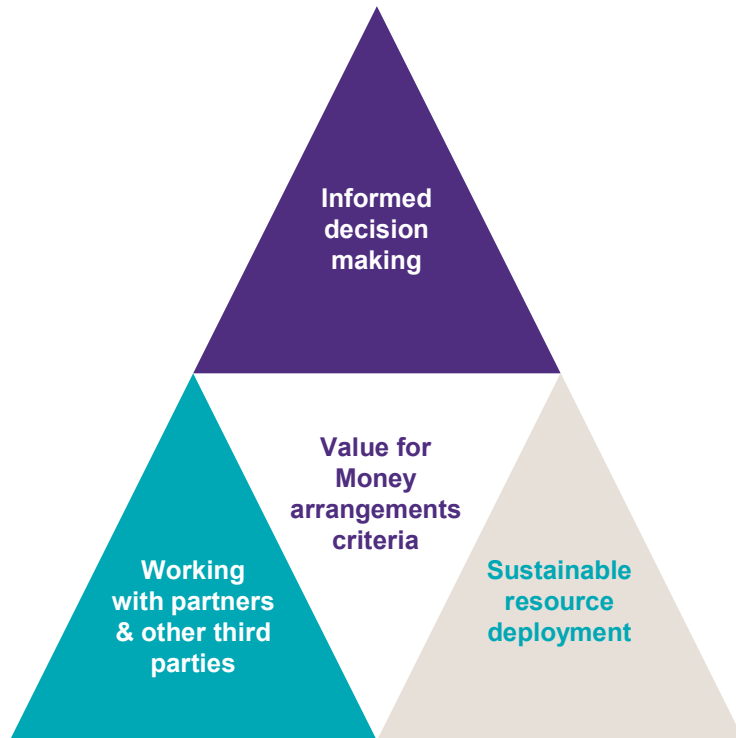 Informed
decision
making
Value for
Money
arrangements
criteria
Working
with partners
& other third
parties
Sustainable
resource
deployment